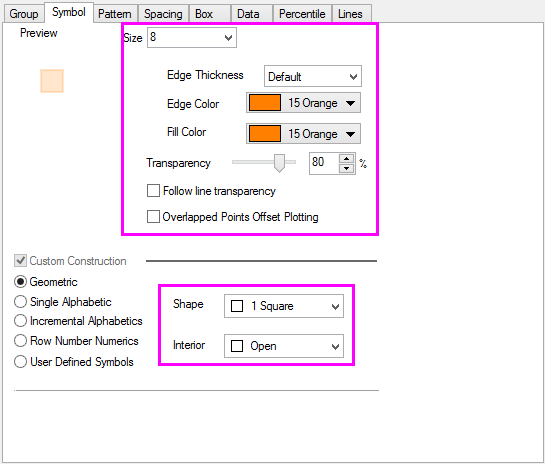 Group Symbol Pattern Spacing Box Data Percentile Lines
Preview
Size 8
Edge Thickness Default
Edge Color 15 Orange
Fill Color 15 Orange
Transparency 80 %
Follow line transparency
Overlapped Points Offset Plotting
Custom Construction
Geometric
Single Alphabetic
Incremental Alphabetics
Row Number Numerics
User Defined Symbols
Shape 1 Square
Interior Open